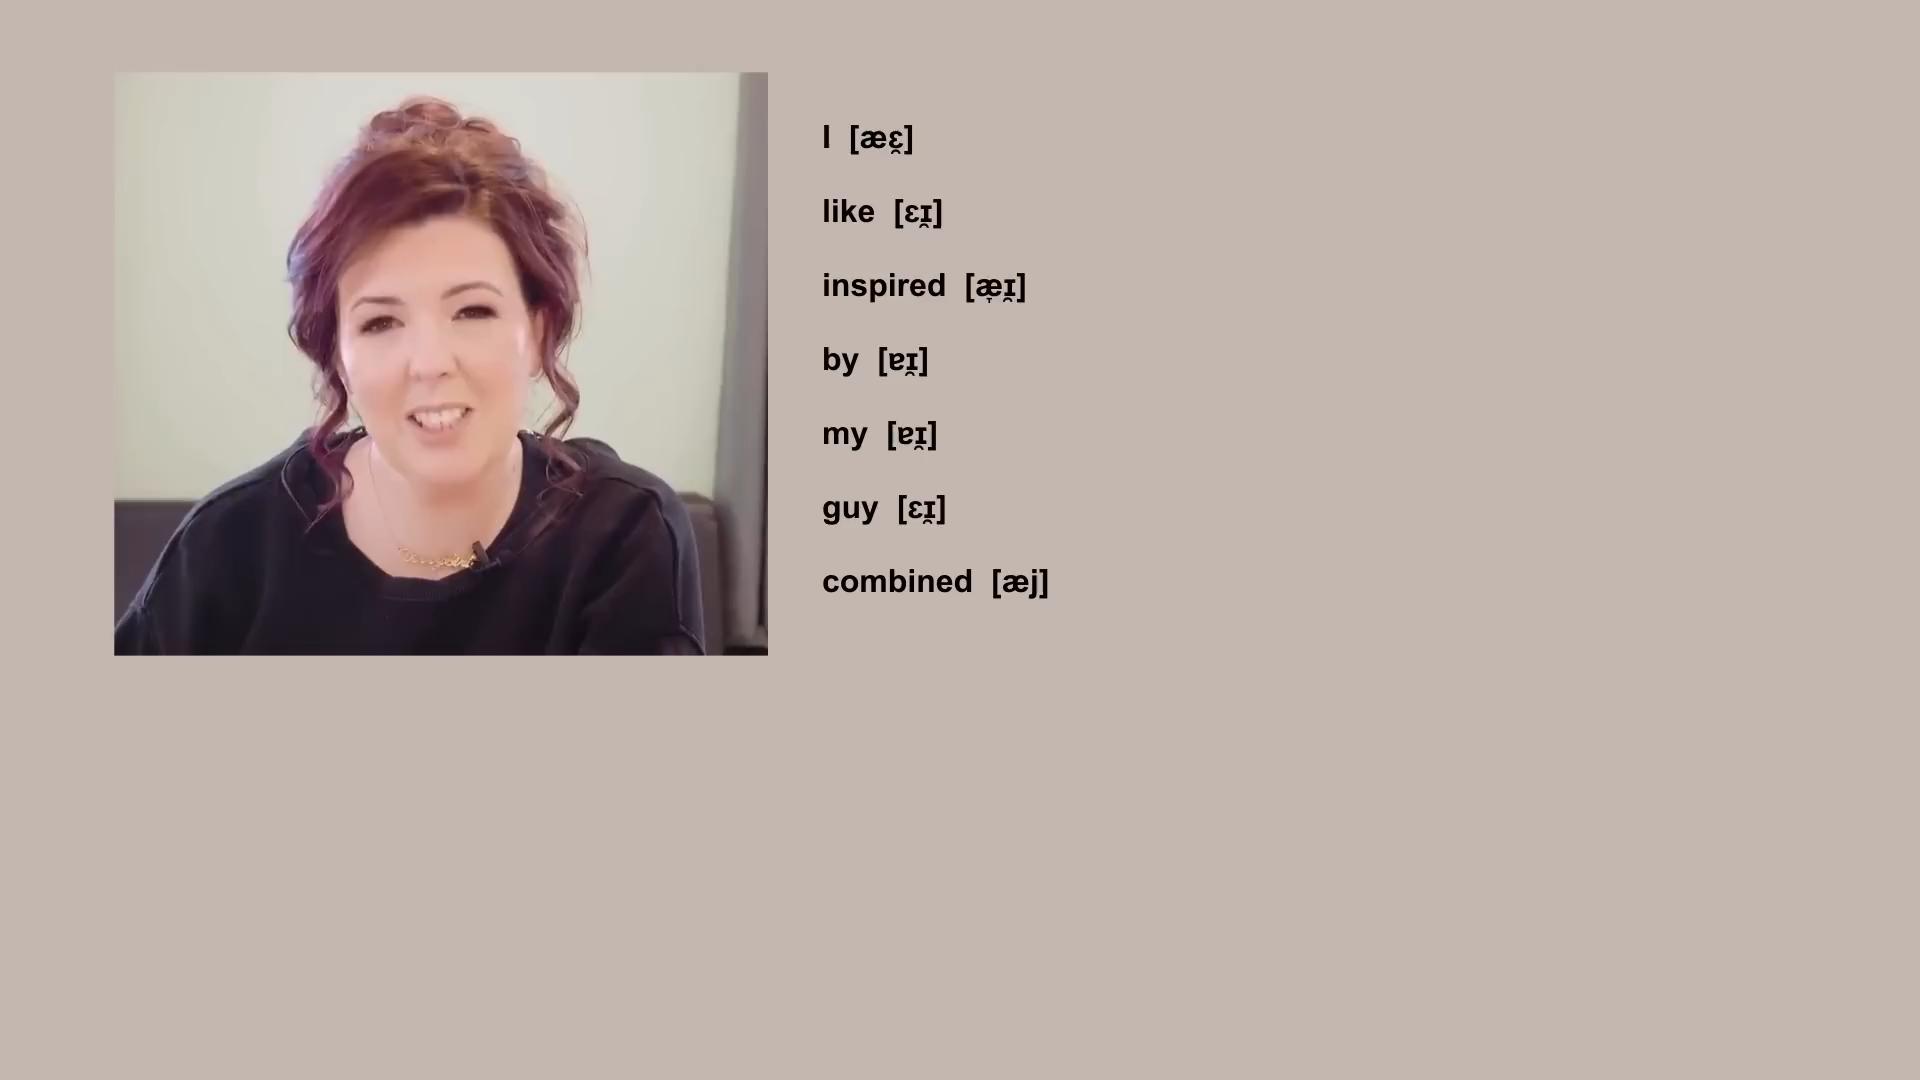 I [æɛ̯]
like [ɛɪ̯]
inspired [æ̞ɪ̯]
by [ɐɪ̯]
my [ɐɪ̯]
guy [ɛɪ̯]
combined [æj]